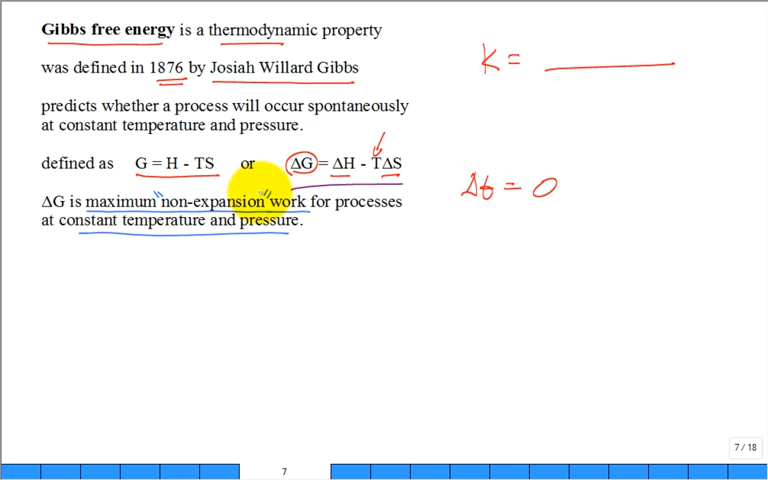 Gibbs free energy is a thermodynamic property
was defined in 1876 by Josiah Willard Gibbs
predicts whether a process will occur spontaneously
at constant temperature and pressure.
defined as G = H - TS or ΔG = ΔH - TΔS
ΔG is maximum "non-expansion" work for processes
at constant temperature and pressure.
K =
ΔG = 0
7 / 18
7